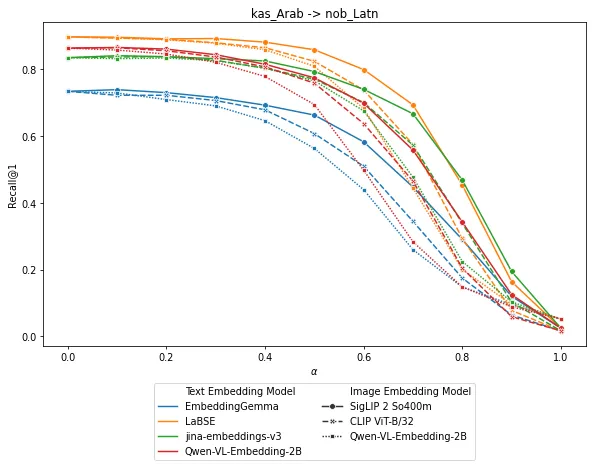 kas_Arab -> nob_Latn
Recall@1
0.8
0.6
0.4
0.2
0.0
0.0 0.2 0.4 0.6 0.8 1.0
α
Text Embedding Model Image Embedding Model
EmbeddingGemma SigLIP 2 So400m
LaBSE CLIP ViT-B/32
jina-embeddings-v3 Qwen-VL-Embedding-2B
Qwen-VL-Embedding-2B